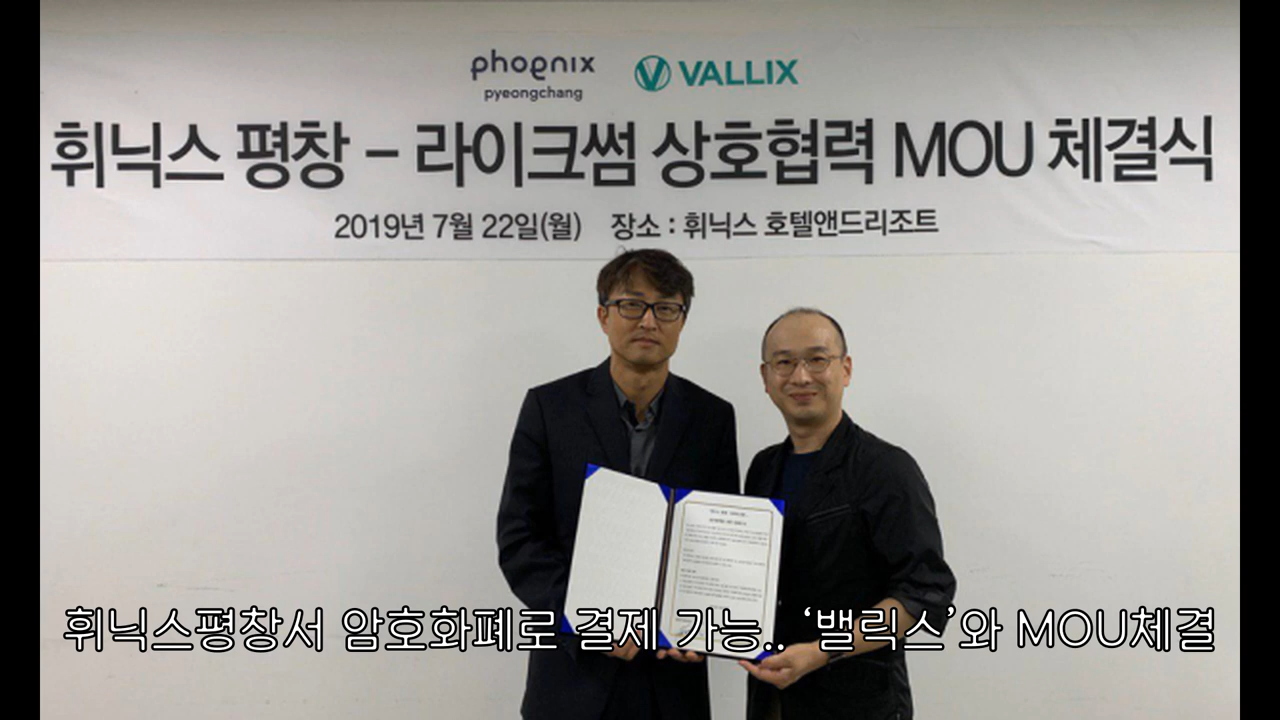 phoenix
pyeongchang
VALLIX
휘닉스 평창 - 라이크썸 상호협력 MOU 체결식
2019년 7월 22일(월) 장소 : 휘닉스 호텔앤드리조트
휘닉스평창서 암호화폐로 결제 가능.. ‘밸릭스’와 MOU체결